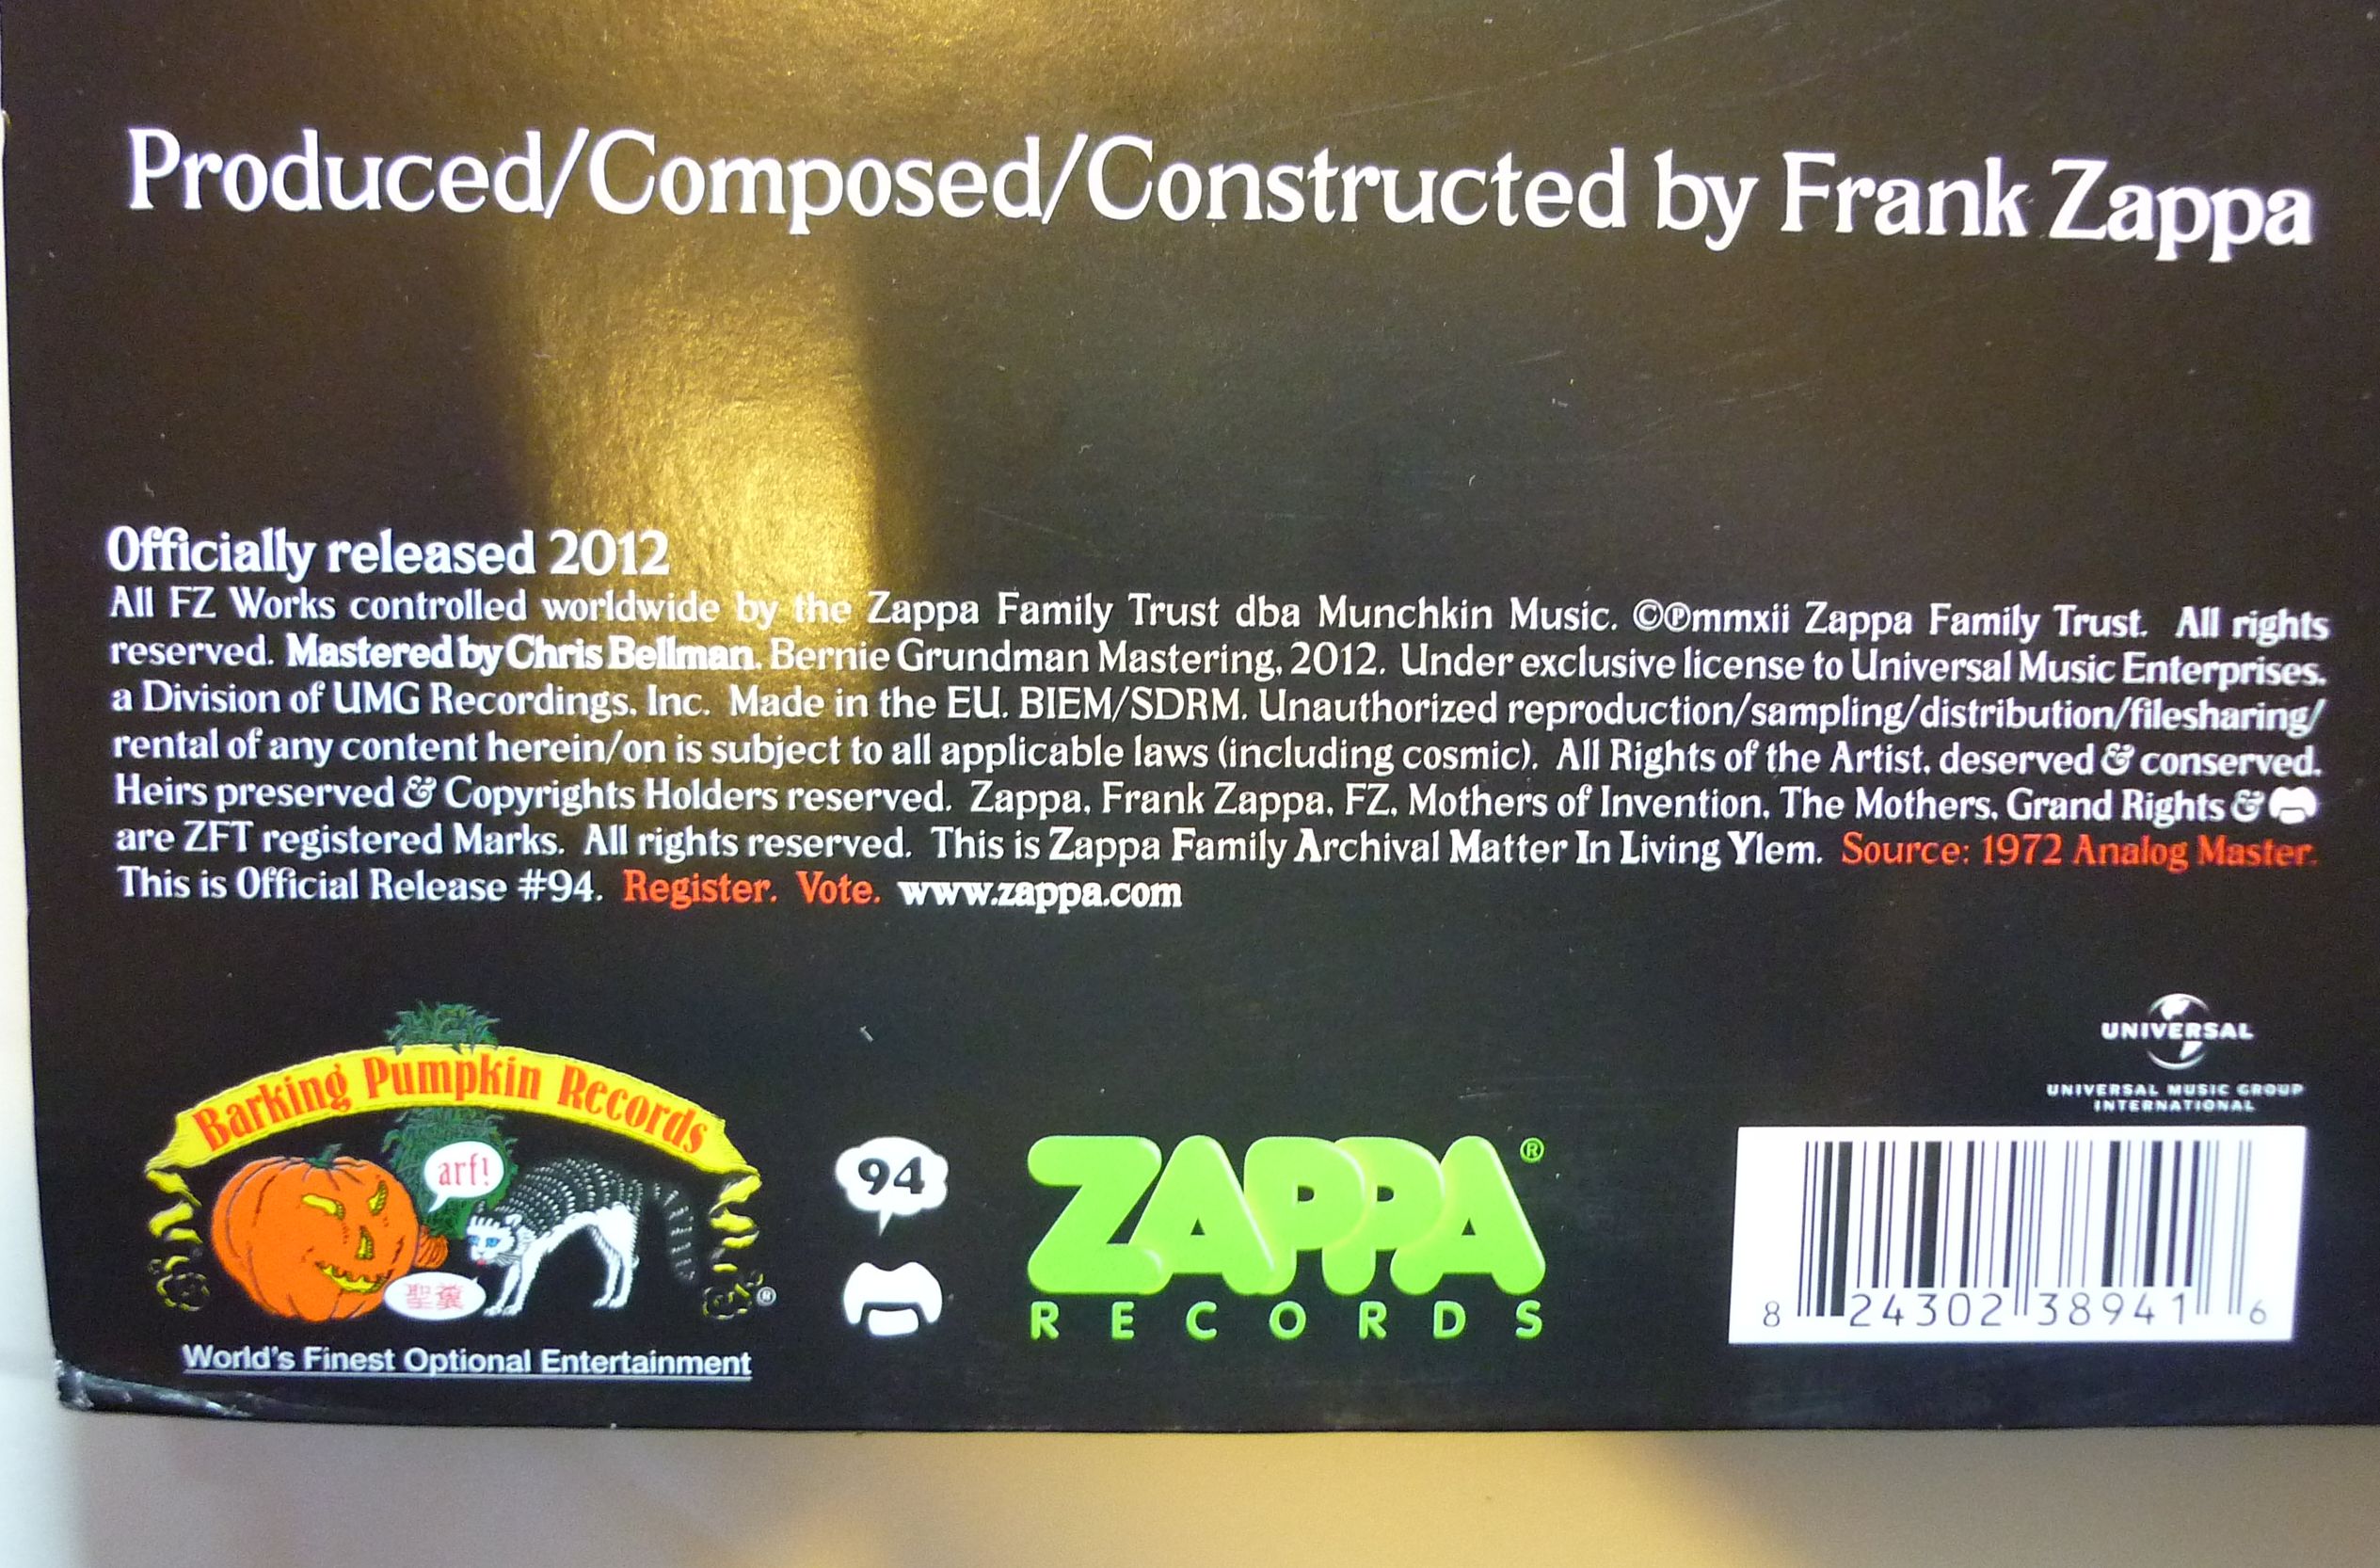 Produced/Composed/Constructed by Frank Zappa
Officially released 2012
All FZ Works controlled worldwide by the Zappa Family Trust dba Munchkin Music. ©℗mmxii Zappa Family Trust. All rights
reserved. Mastered by Chris Bellman, Bernie Grundman Mastering, 2012. Under exclusive license to Universal Music Enterprises,
a Division of UMG Recordings, Inc. Made in the EU. BIEM/SDRM. Unauthorized reproduction/sampling/distribution/filesharing/
rental of any content herein/on is subject to all applicable laws (including cosmic). All Rights of the Artist, deserved & conserved,
Heirs preserved & Copyrights Holders reserved. Zappa, Frank Zappa, FZ, Mothers of Invention, The Mothers, Grand Rights &
are ZFT registered Marks. All rights reserved. This is Zappa Family Archival Matter In Living Ylem. Source: 1972 Analog Master.
This is Official Release #94. Register. Vote. www.zappa.com
Barking Pumpkin Records
arf!
聖糞
®
World's Finest Optional Entertainment
94
ZAPPA®
RECORDS
UNIVERSAL
UNIVERSAL MUSIC GROUP
INTERNATIONAL
8 24302 38941 6